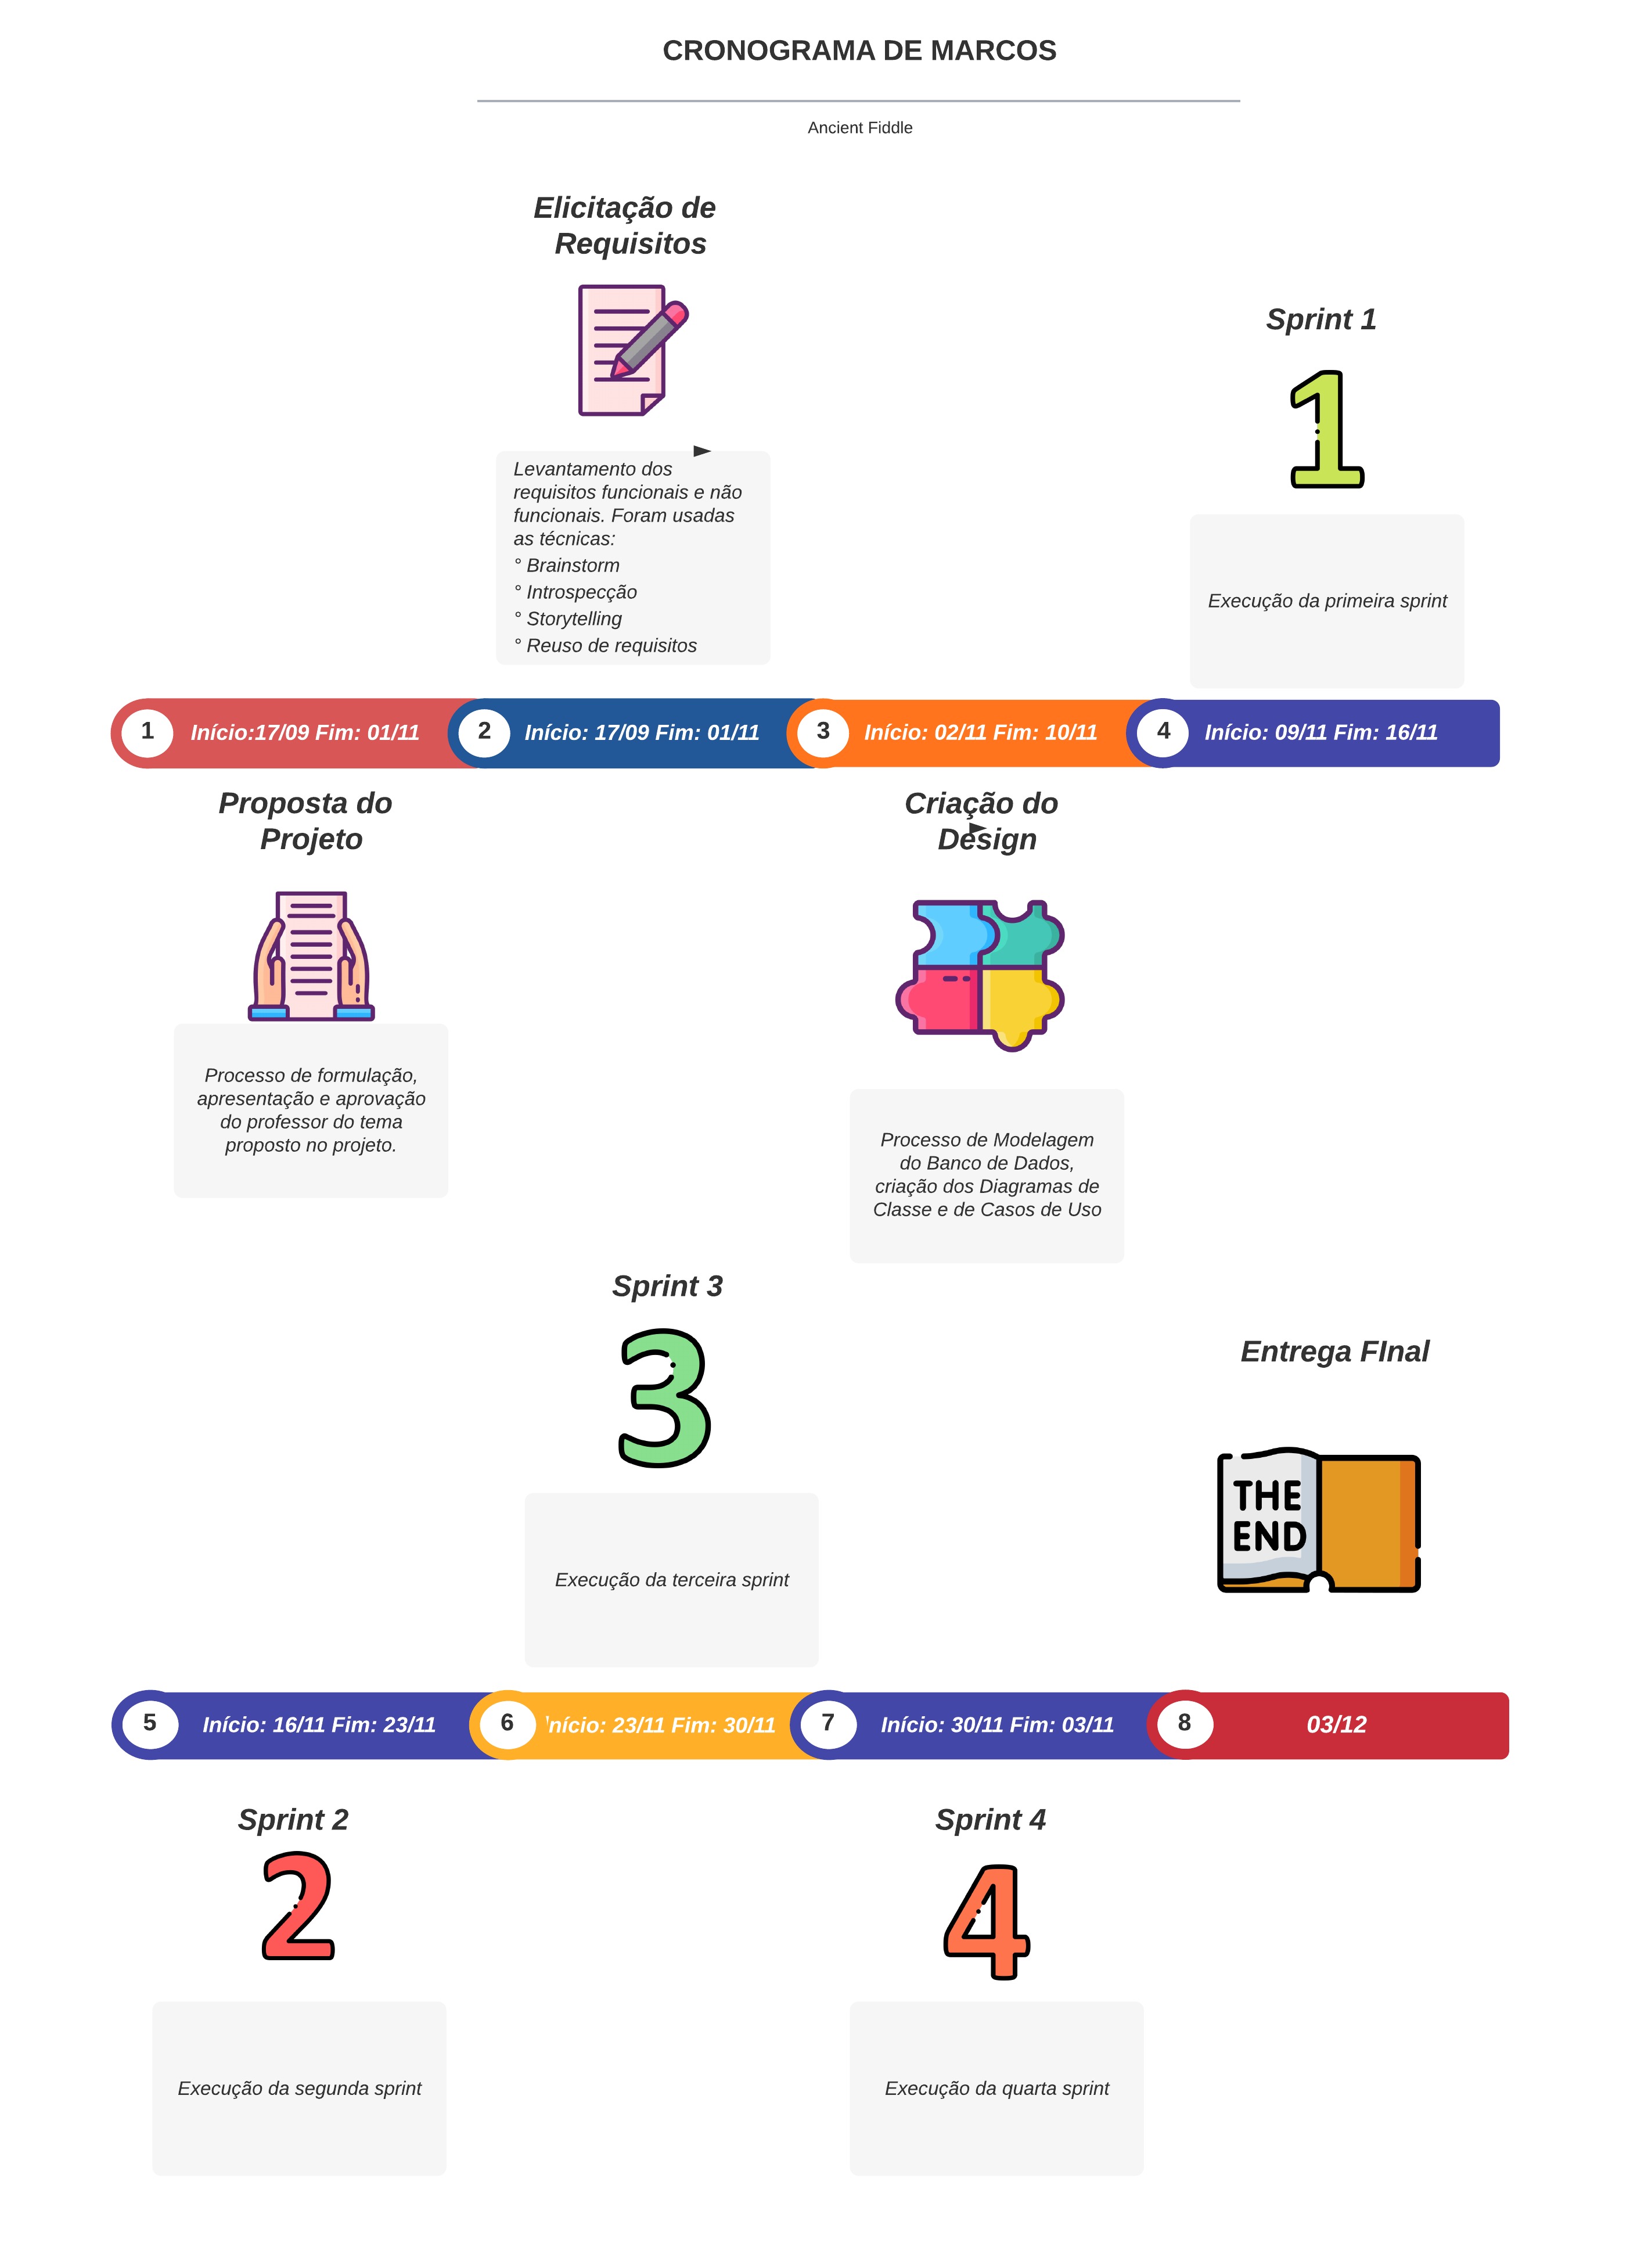 CRONOGRAMA DE MARCOS
Ancient Fiddle
Elicitação de
Requisitos
Levantamento dos
requisitos funcionais e não
funcionais. Foram usadas
as técnicas:
° Brainstorm
° Introspecção
° Storytelling
° Reuso de requisitos
Sprint 1
Execução da primeira sprint
1 Início:17/09 Fim: 01/11
2 Início: 17/09 Fim: 01/11
3 Início: 02/11 Fim: 10/11
4 Início: 09/11 Fim: 16/11
Proposta do
Projeto
Processo de formulação,
apresentação e aprovação
do professor do tema
proposto no projeto.
Criação do
Design
Processo de Modelagem
do Banco de Dados,
criação dos Diagramas de
Classe e de Casos de Uso
Sprint 3
3
Execução da terceira sprint
Entrega FInal
THE
END
5 Início: 16/11 Fim: 23/11
6 Início: 23/11 Fim: 30/11
7 Início: 30/11 Fim: 03/11
8 03/12
Sprint 2
2
Execução da segunda sprint
Sprint 4
4
Execução da quarta sprint